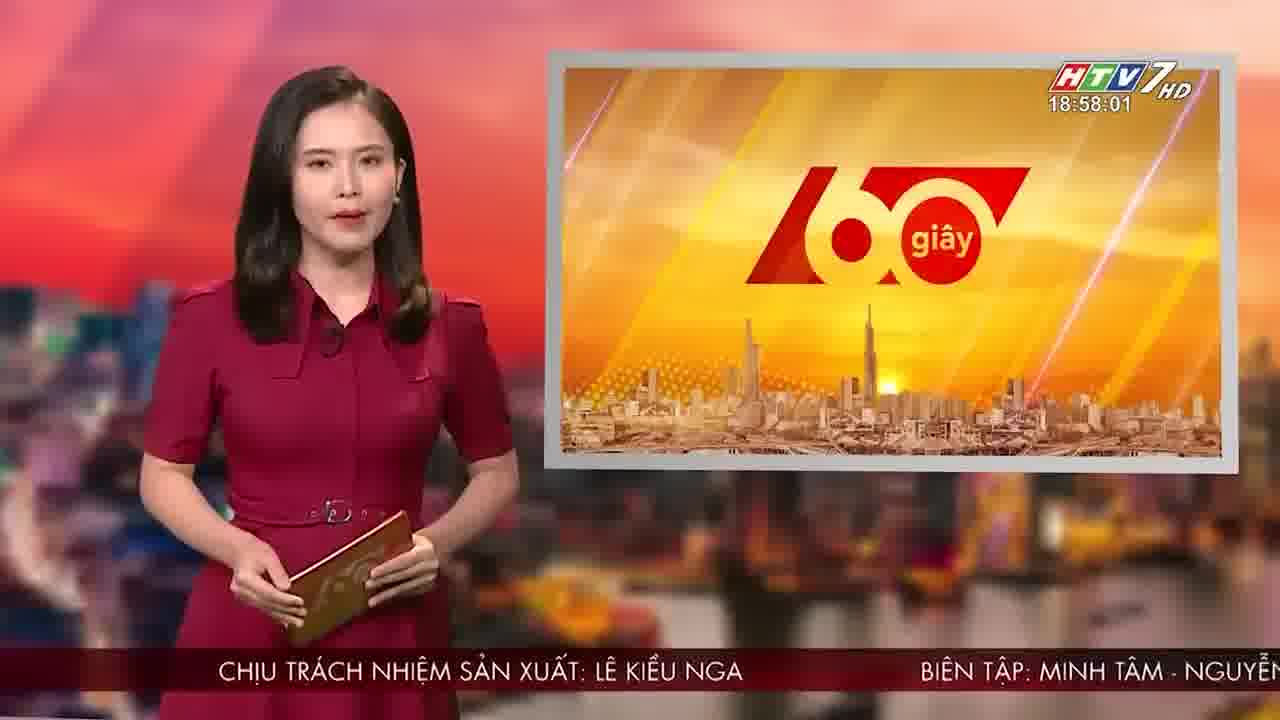 HTV7 HD
18:58:01
60 giây
CHỊU TRÁCH NHIỆM SẢN XUẤT: LÊ KIỀU NGA
BIÊN TẬP: MINH TÂM - NGUYỄN